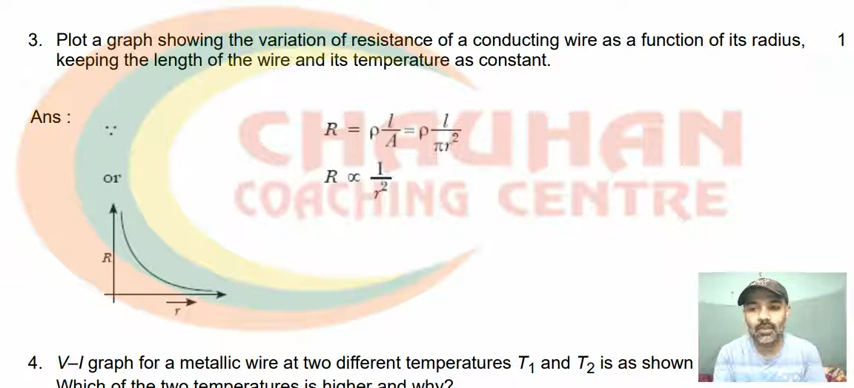 3. Plot a graph showing the variation of resistance of a conducting wire as a function of its radius, 1
keeping the length of the wire and its temperature as constant.
Ans :
∵ R = ρ l/A = ρ l/πr²
or R ∝ 1/r²
R
r
CHAUHAN
COACHING CENTRE
4. V–I graph for a metallic wire at two different temperatures T₁ and T₂ is as shown
Which of the two temperatures is higher and why?